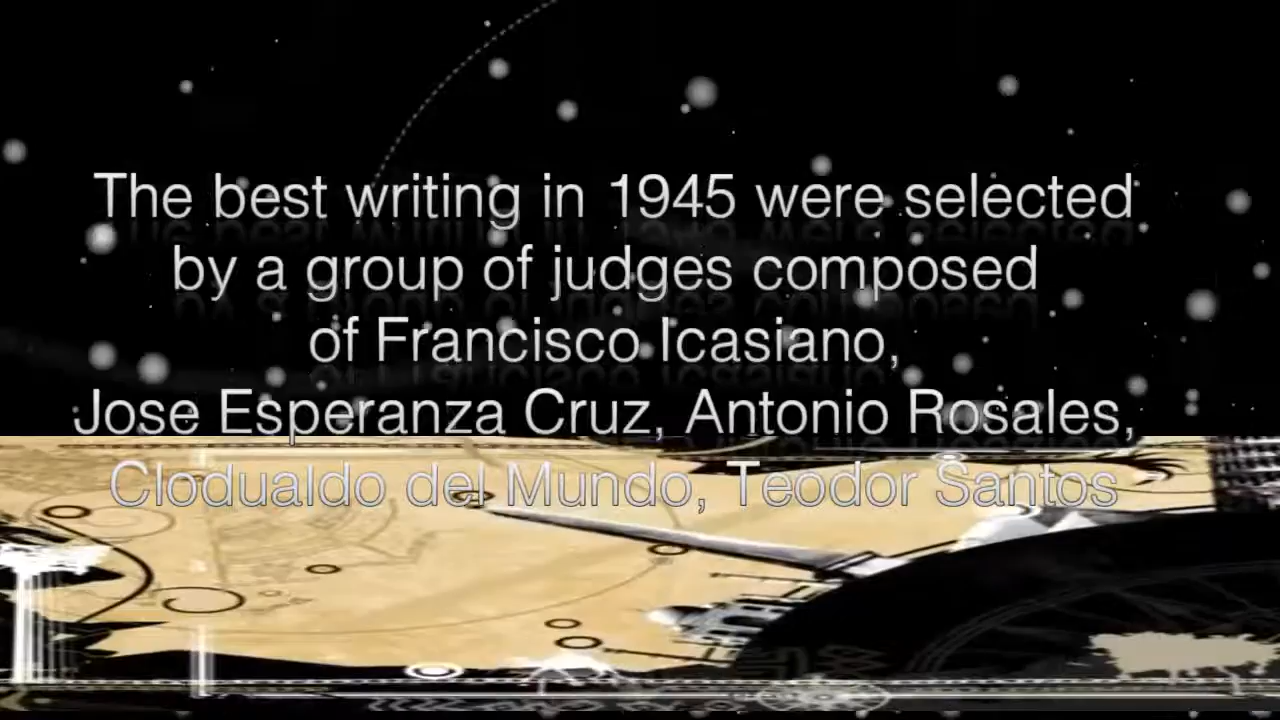 The best writing in 1945 were selected
by a group of judges composed
of Francisco Icasiano,
Jose Esperanza Cruz, Antonio Rosales,
Clodualdo del Mundo, Teodor Santos